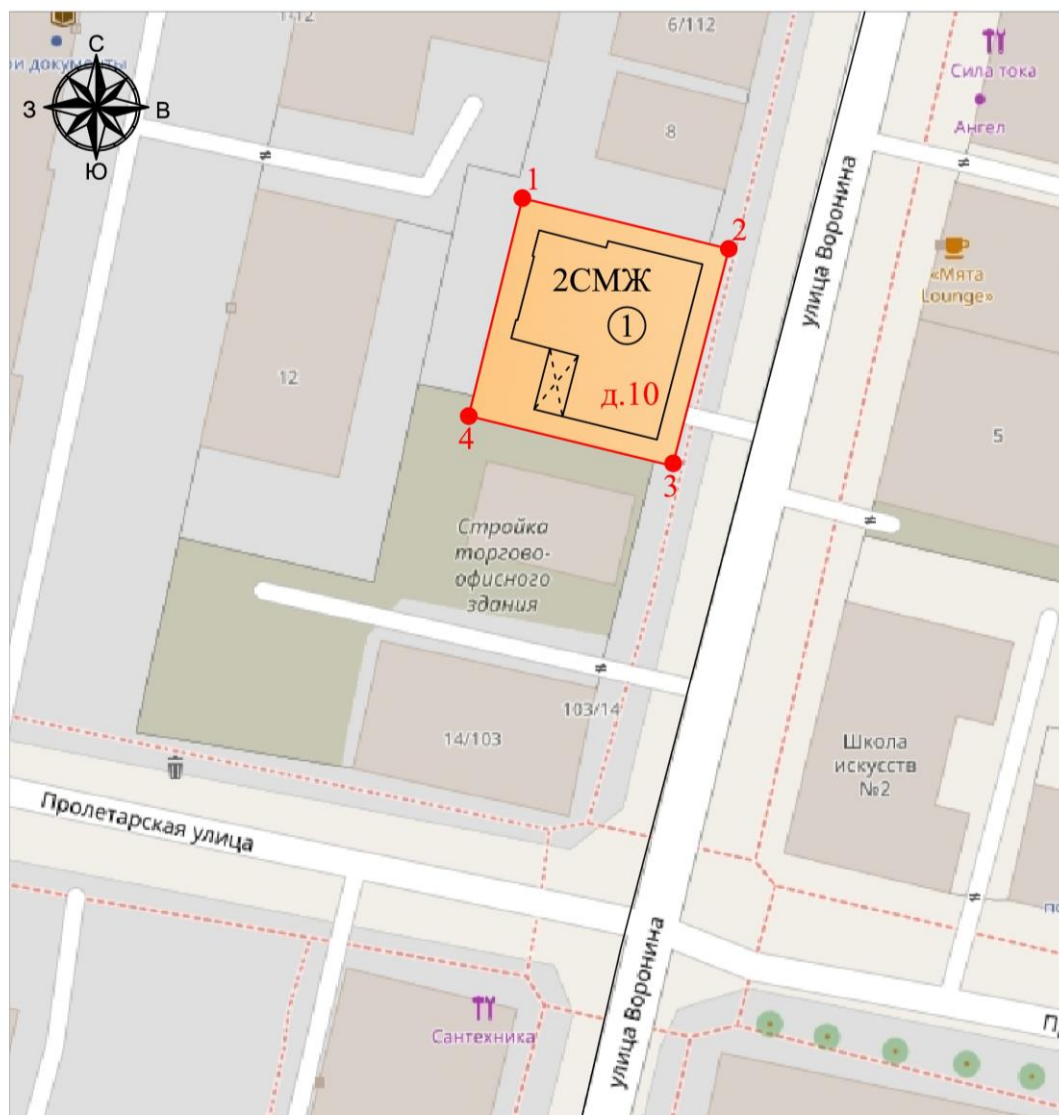 6/112
Сила тока
Ангел
и документы
С
З
В
Ю
8
1
2
улица Воронина
«Мята
Lounge»
2СМЖ
1
12
д.10
4
3
5
Стройка
торгово-
офисного
здания
103/14
14/103
Школа
искусств
№2
Пролетарская улица
улица Воронина
Сантехника